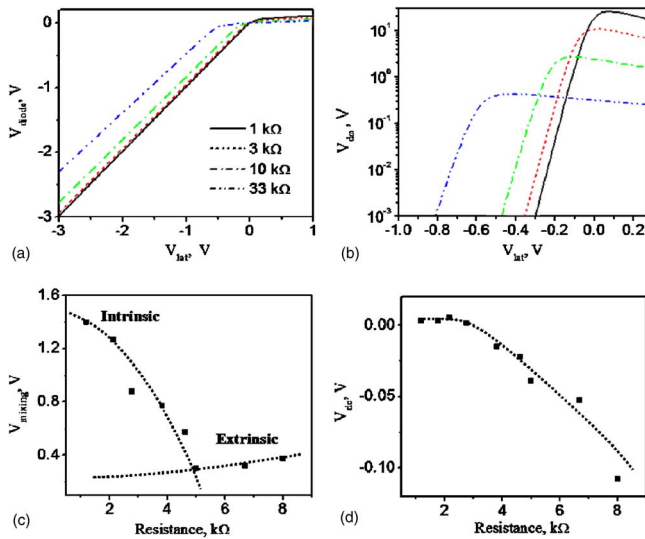 0
-1
-2
-3
V_diode, V
1 kΩ
3 kΩ
10 kΩ
33 kΩ
-3 -2 -1 0 1
(a) V_lat, V
10^2
10^1
10^0
10^-1
10^-2
10^-3
-1.0 -0.8 -0.6 -0.4 -0.2 0.0 0.2
(b) V_lat, V
1.6
1.2
0.8
0.4
V_mixing, V
Intrinsic
Extrinsic
2 4 6 8
(c) Resistance, kΩ
0.00
-0.05
-0.10
0 2 4 6 8
(d) Resistance, kΩ